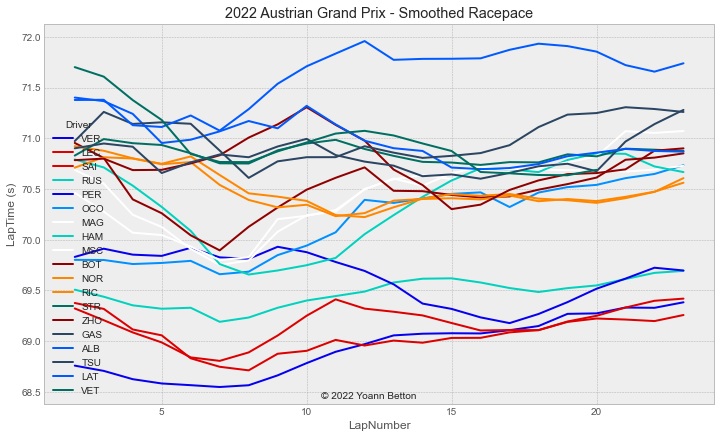 2022 Austrian Grand Prix - Smoothed Racepace
72.0
71.5
71.0
70.5
70.0
69.5
69.0
68.5
LapTime (s)
Driver
VER
LEC
SAI
RUS
PER
OCO
MAG
HAM
MSC
BOT
NOR
RIC
STR
ZHO
GAS
ALB
TSU
LAT
VET
© 2022 Yoann Betton
5
10
15
20
LapNumber